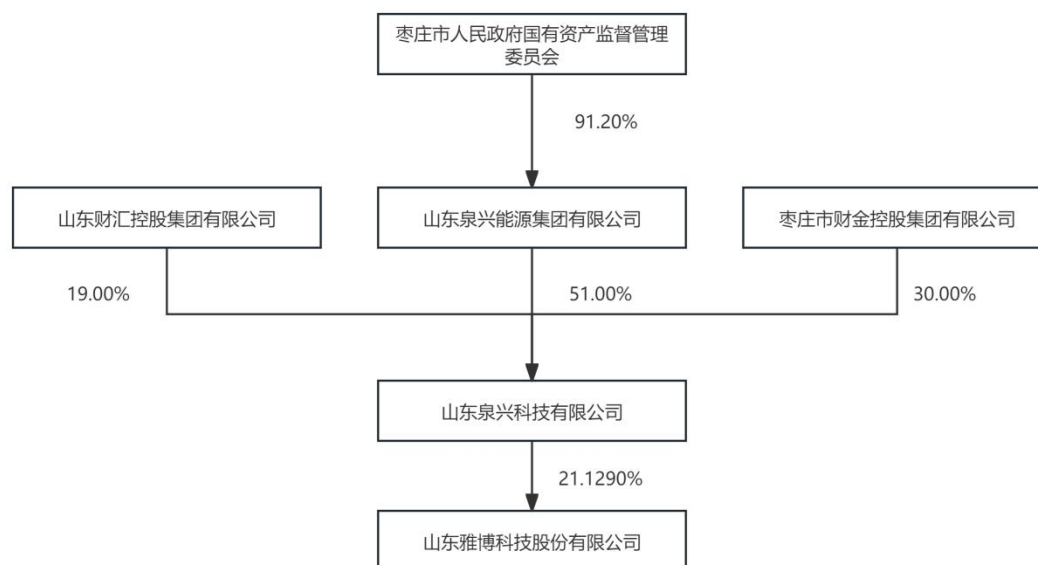 枣庄市人民政府国有资产监督管理
委员会
91.20%
山东财汇控股集团有限公司
山东泉兴能源集团有限公司
枣庄市财金控股集团有限公司
19.00%
51.00%
30.00%
山东泉兴科技有限公司
21.1290%
山东雅博科技股份有限公司